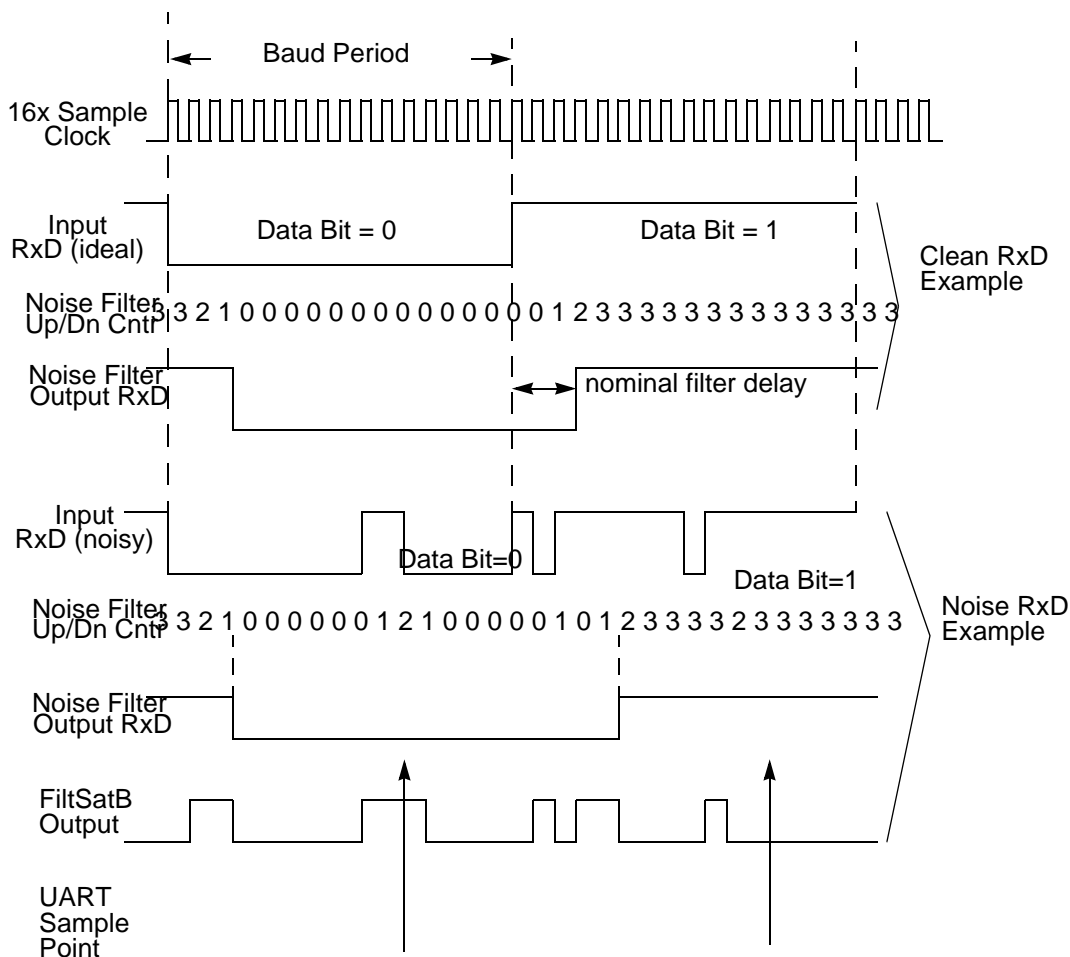 Baud Period
16x Sample
Clock
Input
RxD (ideal)
Data Bit = 0
Data Bit = 1
Clean RxD
Example
Noise Filter
Up/Dn Cntr
3 3 2 1 0 0 0 0 0 0 0 0 0 0 0 0 0 0 0 1 2 3 3 3 3 3 3 3 3 3 3 3 3 3 3 3
Noise Filter
Output RxD
nominal filter delay
Input
RxD (noisy)
Data Bit=0
Data Bit=1
Noise Filter
Up/Dn Cntr
3 3 2 1 0 0 0 0 0 0 1 2 1 0 0 0 0 0 1 0 1 2 3 3 3 3 2 3 3 3 3 3 3 3
Noise RxD
Example
Noise Filter
Output RxD
FiltSatB
Output
UART
Sample
Point